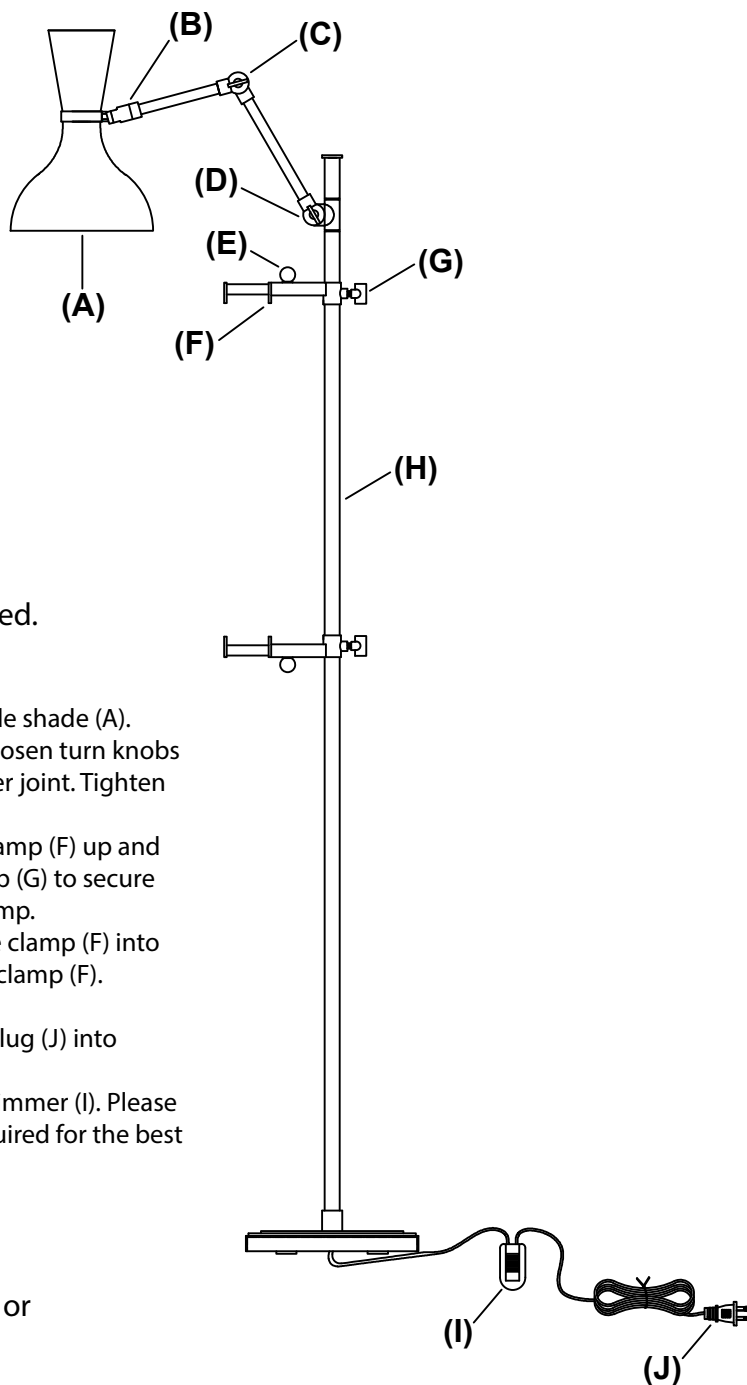 (B)
(C)
(D)
(E)
(G)
(A)
(F)
(H)
ed.
le shade (A).
osen turn knobs
er joint. Tighten
amp (F) up and
(G) to secure
mp.
clamp (F) into
clamp (F).
lug (J) into
mmer (I). Please
uired for the best
or
(I)
(J)